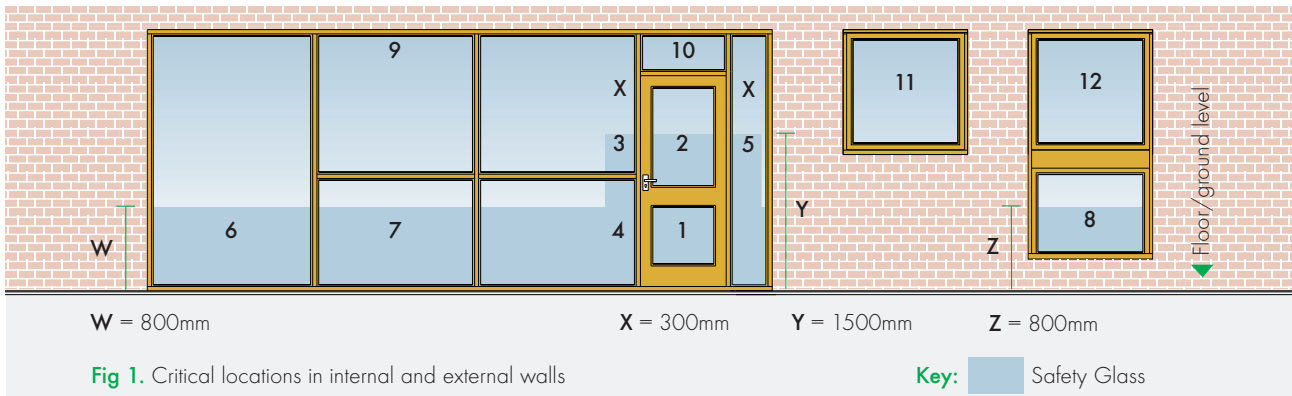 9
10
11
12
X
X
3
2
5
6
7
4
1
8
W
Y
Z
Floor/ground level
W = 800mm X = 300mm Y = 1500mm Z = 800mm
Fig 1. Critical locations in internal and external walls Key: Safety Glass